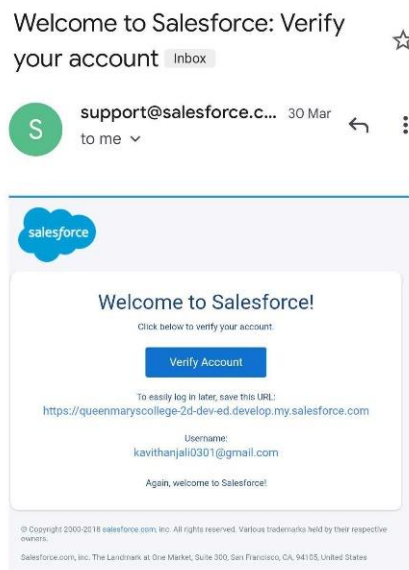 Welcome to Salesforce: Verify
your account Inbox
S
support@salesforce.c... 30 Mar
to me
salesforce
Welcome to Salesforce!
Click below to verify your account.
Verify Account
To easily log in later, save this URL:
https://queenmaryscollege-2d-dev-ed.develop.my.salesforce.com
Username:
kavithanjali0301@gmail.com
Again, welcome to Salesforce!
© Copyright 2000-2018 salesforce.com, inc. All rights reserved. Various trademarks held by their respective
owners.
Salesforce.com, inc. The Landmark at One Market, Suite 300, San Francisco, CA, 94105, United States